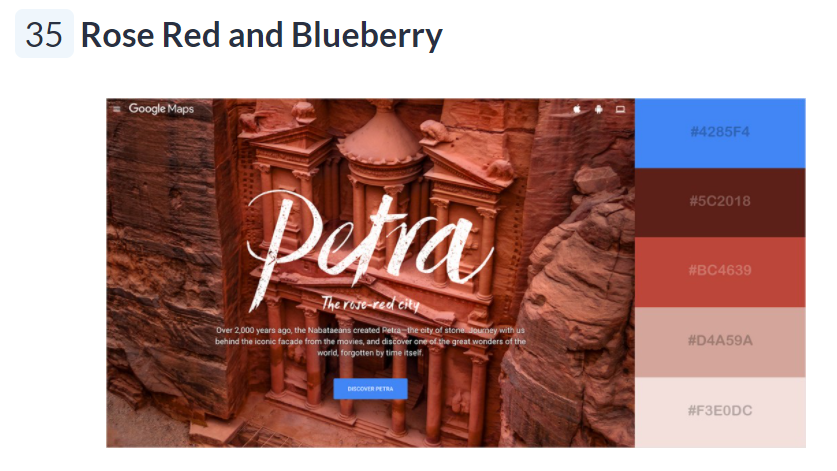 35 Rose Red and Blueberry
Google Maps
Petra
The rose-red city
Over 2,000 years ago, the Nabataeans created Petra—the city of stone. Journey with us
behind the iconic facade from the movies, and discover one of the great wonders of the
world, forgotten by time itself.
DISCOVER PETRA
#4285F4
#5C2018
#BC4639
#D4A59A
#F3E0DC